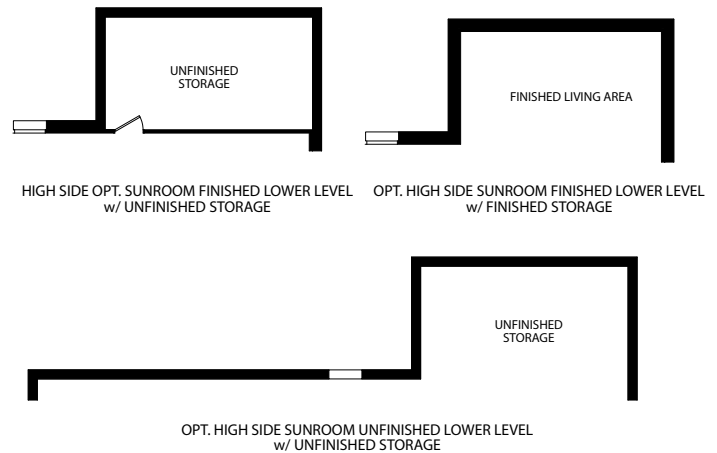 UNFINISHED
STORAGE
HIGH SIDE OPT. SUNROOM FINISHED LOWER LEVEL
w/ UNFINISHED STORAGE
FINISHED LIVING AREA
OPT. HIGH SIDE SUNROOM FINISHED LOWER LEVEL
w/ FINISHED STORAGE
UNFINISHED
STORAGE
OPT. HIGH SIDE SUNROOM UNFINISHED LOWER LEVEL
w/ UNFINISHED STORAGE